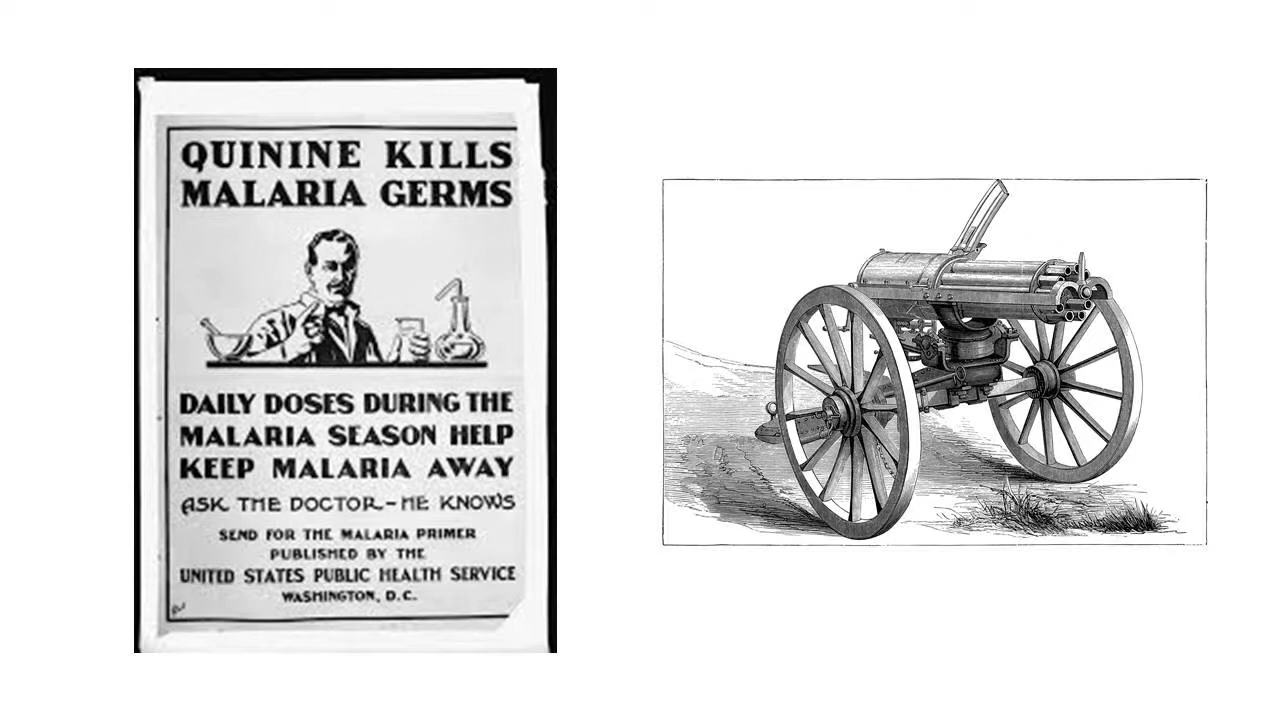 QUININE KILLS
MALARIA GERMS
DAILY DOSES DURING THE
MALARIA SEASON HELP
KEEP MALARIA AWAY
ASK THE DOCTOR - HE KNOWS
SEND FOR THE MALARIA PRIMER
PUBLISHED BY THE
UNITED STATES PUBLIC HEALTH SERVICE
WASHINGTON, D.C.